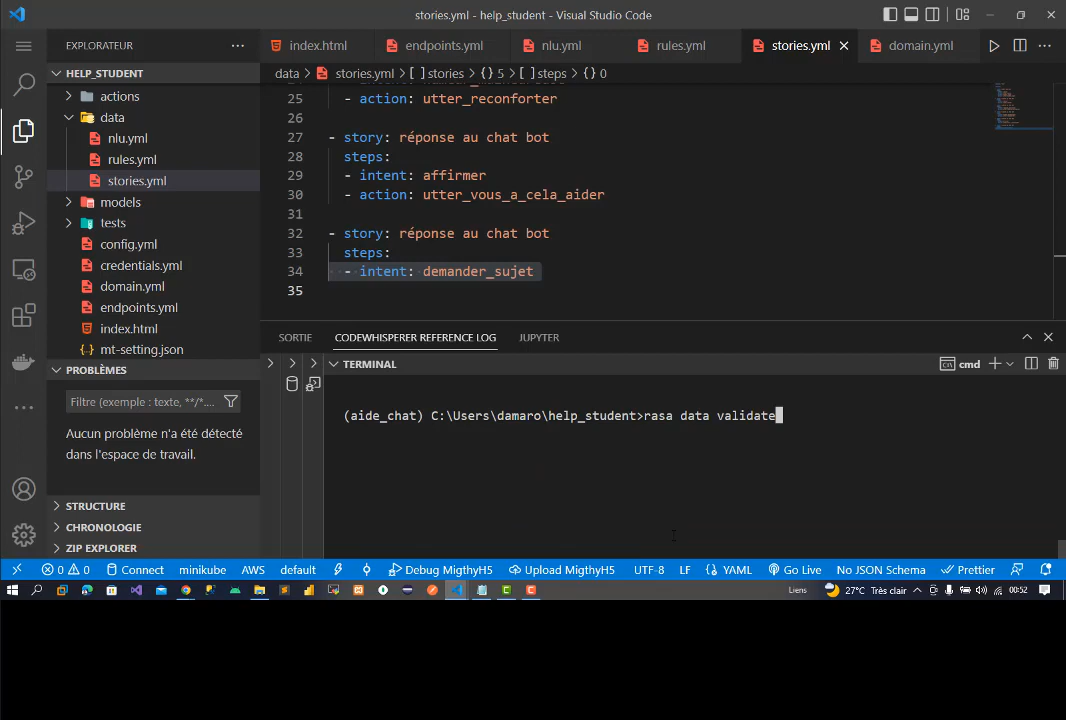 stories.yml - help_student - Visual Studio Code
EXPLORATEUR
index.html
endpoints.yml
nlu.yml
rules.yml
stories.yml
domain.yml
HELP_STUDENT
data > stories.yml > [ ] stories > {} 5 > [ ] steps > {} 0
actions
data
nlu.yml
rules.yml
stories.yml
models
tests
config.yml
credentials.yml
domain.yml
endpoints.yml
index.html
mt-setting.json
25 - action: utter_reconforter
27 - story: réponse au chat bot
28 steps:
29 - intent: affirmer
30 - action: utter_vous_a_cela_aider
31
32 - story: réponse au chat bot
33 steps:
34 - intent: demander_sujet
35
PROBLÈMES
Filtre (exemple : texte, **/*....
Aucun problème n'a été détecté
dans l'espace de travail.
STRUCTURE
CHRONOLOGIE
ZIP EXPLORER
SORTIE
CODEWHISPERER REFERENCE LOG
JUPYTER
TERMINAL
cmd
(aide_chat) C:\Users\damaro\help_student>rasa data validate
0 0 Connect minikube AWS default Debug MigthyH5 Upload MigthyH5 UTF-8 LF {} YAML Go Live No JSON Schema Prettier
Liens 27°C Très clair 00:52